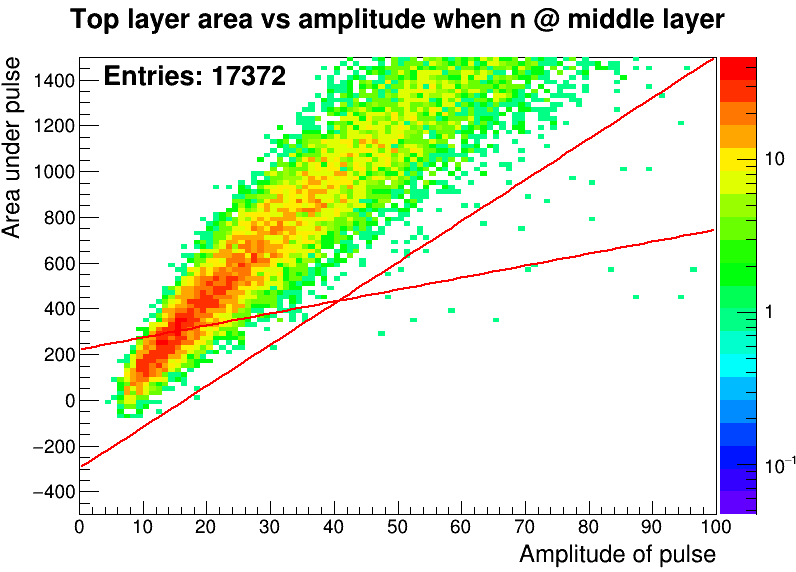 Top layer area vs amplitude when n @ middle layer
Entries: 17372
Area under pulse
1400
1200
1000
800
600
400
200
0
−200
−400
0 10 20 30 40 50 60 70 80 90 100
Amplitude of pulse
10
1
10⁻¹